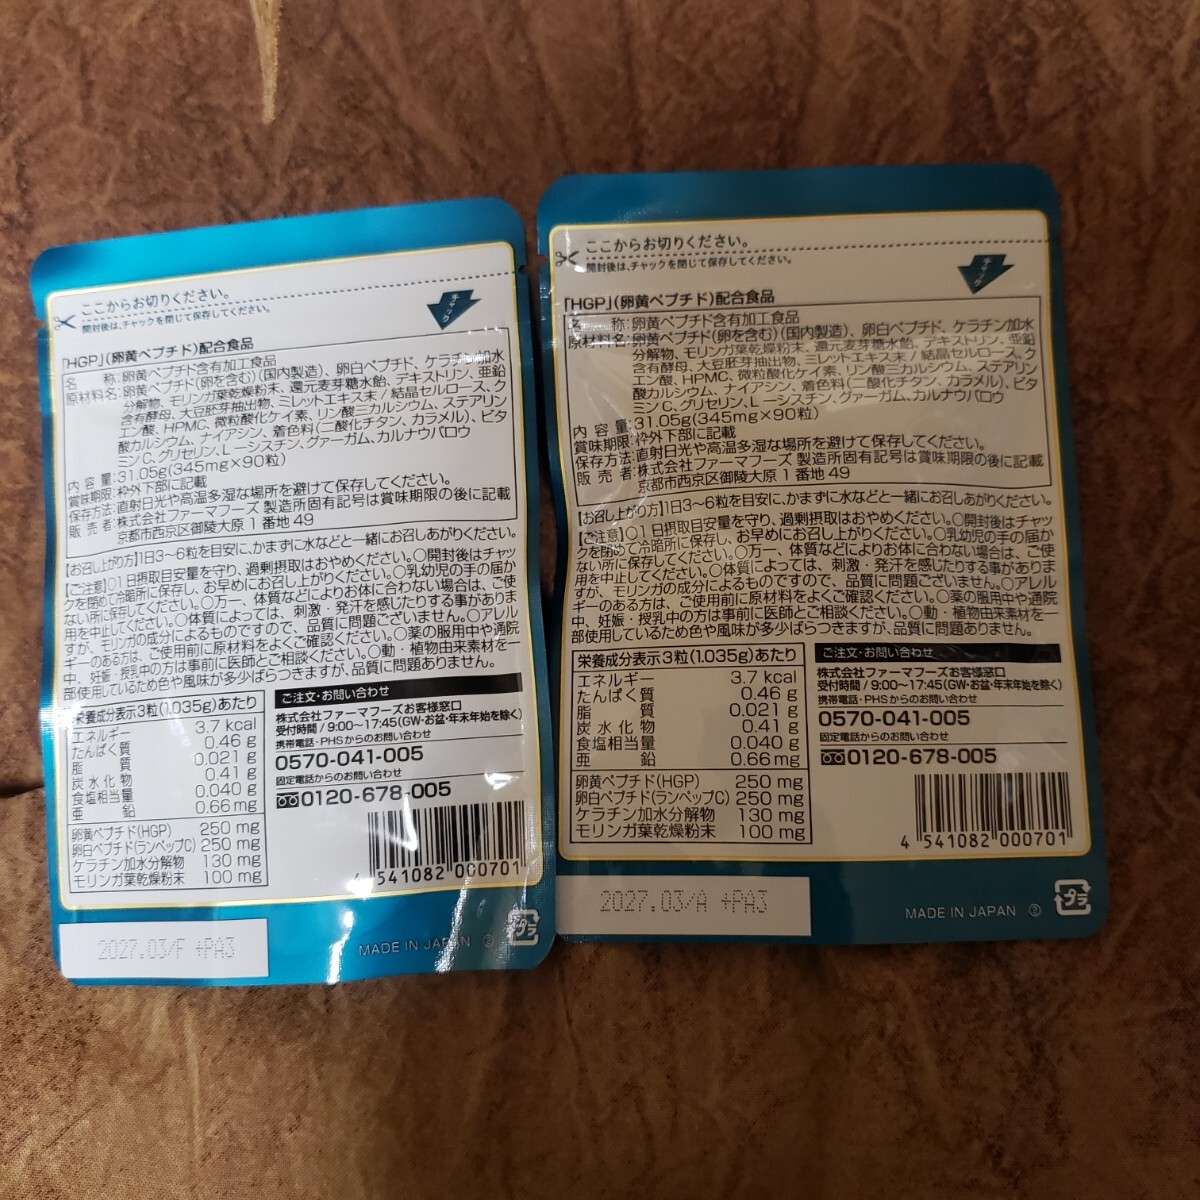 ここからお切りください。
開封後は、チャックを閉じて保存してください。
チャック
「HGP」(卵黄ペプチド)配合食品
名 称:卵黄ペプチド含有加工食品
原材料名:卵黄ペプチド(卵を含む)(国内製造)、卵白ペプチド、ケラチン加水
分解物、モリンガ葉乾燥粉末、還元麦芽糖水飴、デキストリン、亜鉛
含有酵母、大豆胚芽抽出物、ミレットエキス末/結晶セルロース、ク
エン酸、HPMC、微粒酸化ケイ素、リン酸三カルシウム、ステアリン
酸カルシウム、ナイアシン、着色料(二酸化チタン、カラメル)、ビタ
ミンC、グリセリン、L－シスチン、グァーガム、カルナウバロウ
内 容 量:31.05g(345mg×90粒)
賞味期限:枠外下部に記載
保存方法:直射日光や高温多湿な場所を避けて保存してください。
販 売 者:株式会社ファーマフーズ 製造所固有記号は賞味期限の後に記載
京都市西京区御陵大原1番地49
【お召し上がり方】1日3～6粒を目安に、かまずに水などと一緒にお召しあがりください。
【ご注意】○1日摂取目安量を守り、過剰摂取はおやめください。○開封後はチャッ
クを閉めて冷暗所に保存し、お早めにお召し上がりください。○乳幼児の手の届か
ない所に保存してください。○万一、体質などによりお体に合わない場合は、ご使
用を中止してください。○体質によっては、刺激・発汗を感じたりする事がありま
すが、モリンガの成分によるものですので、品質に問題ございません。○アレル
ギーのある方は、ご使用前に原材料をよくご確認ください。○薬の服用中や通院
中、妊娠・授乳中の方は事前に医師とご相談ください。○動・植物由来素材を一
部使用しているため色や風味が多少ばらつきますが、品質に問題ありません。
栄養成分表示3粒(1.035g)あたり
エネルギー 3.7 kcal
たんぱく質 0.46 g
脂 質 0.021 g
炭水化物 0.41 g
食塩相当量 0.040 g
亜 鉛 0.66 mg
卵黄ペプチド(HGP) 250 mg
卵白ペプチド(ランペップC) 250 mg
ケラチン加水分解物 130 mg
モリンガ葉乾燥粉末 100 mg
ご注文・お問い合わせ
株式会社ファーマフーズお客様窓口
受付時間/9:00～17:45(GW・お盆・年末年始を除く)
携帯電話・PHSからのお問い合わせ
0570-041-005
固定電話からのお問い合わせ
0120-678-005
4 541082 000701
2027.03/F +PA3
MADE IN JAPAN ②
プラ
ここからお切りください。
開封後は、チャックを閉じて保存してください。
チャック
「HGP」(卵黄ペプチド)配合食品
名 称:卵黄ペプチド含有加工食品
原材料名:卵黄ペプチド(卵を含む)(国内製造)、卵白ペプチド、ケラチン加水
分解物、モリンガ葉乾燥粉末、還元麦芽糖水飴、デキストリン、亜鉛
含有酵母、大豆胚芽抽出物、ミレットエキス末/結晶セルロース、ク
エン酸、HPMC、微粒酸化ケイ素、リン酸三カルシウム、ステアリン
酸カルシウム、ナイアシン、着色料(二酸化チタン、カラメル)、ビタ
ミンC、グリセリン、L－シスチン、グァーガム、カルナウバロウ
内 容 量:31.05g(345mg×90粒)
賞味期限:枠外下部に記載
保存方法:直射日光や高温多湿な場所を避けて保存してください。
販 売 者:株式会社ファーマフーズ 製造所固有記号は賞味期限の後に記載
京都市西京区御陵大原1番地49
【お召し上がり方】1日3～6粒を目安に、かまずに水などと一緒にお召しあがりください。
【ご注意】○1日摂取目安量を守り、過剰摂取はおやめください。○開封後はチャッ
クを閉めて冷暗所に保存し、お早めにお召し上がりください。○乳幼児の手の届か
ない所に保存してください。○万一、体質などによりお体に合わない場合は、ご使
用を中止してください。○体質によっては、刺激・発汗を感じたりする事がありま
すが、モリンガの成分によるものですので、品質に問題ございません。○アレル
ギーのある方は、ご使用前に原材料をよくご確認ください。○薬の服用中や通院
中、妊娠・授乳中の方は事前に医師とご相談ください。○動・植物由来素材を一
部使用しているため色や風味が多少ばらつきますが、品質に問題ありません。
栄養成分表示3粒(1.035g)あたり
エネルギー 3.7 kcal
たんぱく質 0.46 g
脂 質 0.021 g
炭水化物 0.41 g
食塩相当量 0.040 g
亜 鉛 0.66 mg
卵黄ペプチド(HGP) 250 mg
卵白ペプチド(ランペップC) 250 mg
ケラチン加水分解物 130 mg
モリンガ葉乾燥粉末 100 mg
ご注文・お問い合わせ
株式会社ファーマフーズお客様窓口
受付時間/9:00～17:45(GW・お盆・年末年始を除く)
携帯電話・PHSからのお問い合わせ
0570-041-005
固定電話からのお問い合わせ
0120-678-005
4 541082 000701
2027.03/A +PA3
MADE IN JAPAN ②
プラ